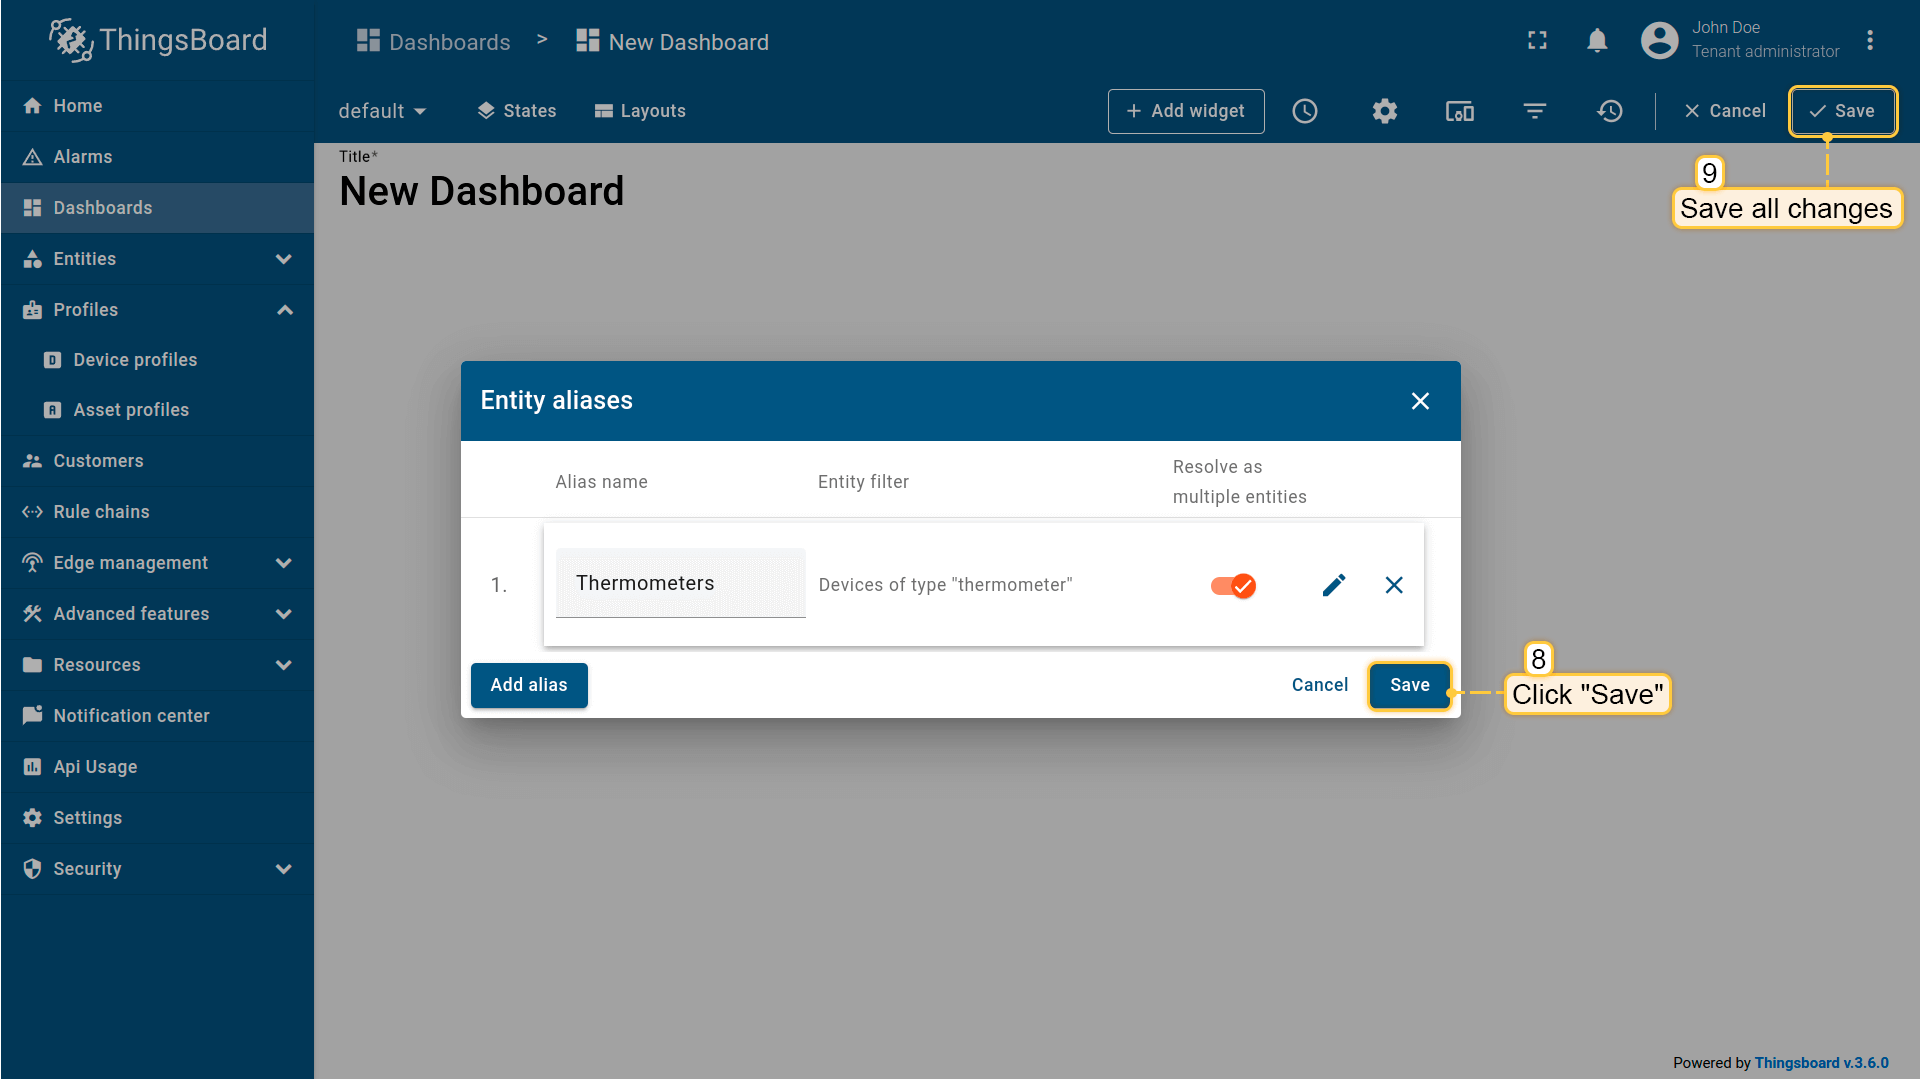 ThingsBoard
Dashboards > New Dashboard
John Doe
Tenant administrator
Home
Alarms
Dashboards
Entities
Profiles
Device profiles
Asset profiles
Customers
Rule chains
Edge management
Advanced features
Resources
Notification center
Api Usage
Settings
Security
default States Layouts
+ Add widget
Cancel
Save
Title*
New Dashboard
9
Save all changes
Entity aliases
Alias name Entity filter Resolve as
multiple entities
1. Thermometers Devices of type "thermometer"
Add alias Cancel Save
8
Click "Save"
Powered by Thingsboard v.3.6.0